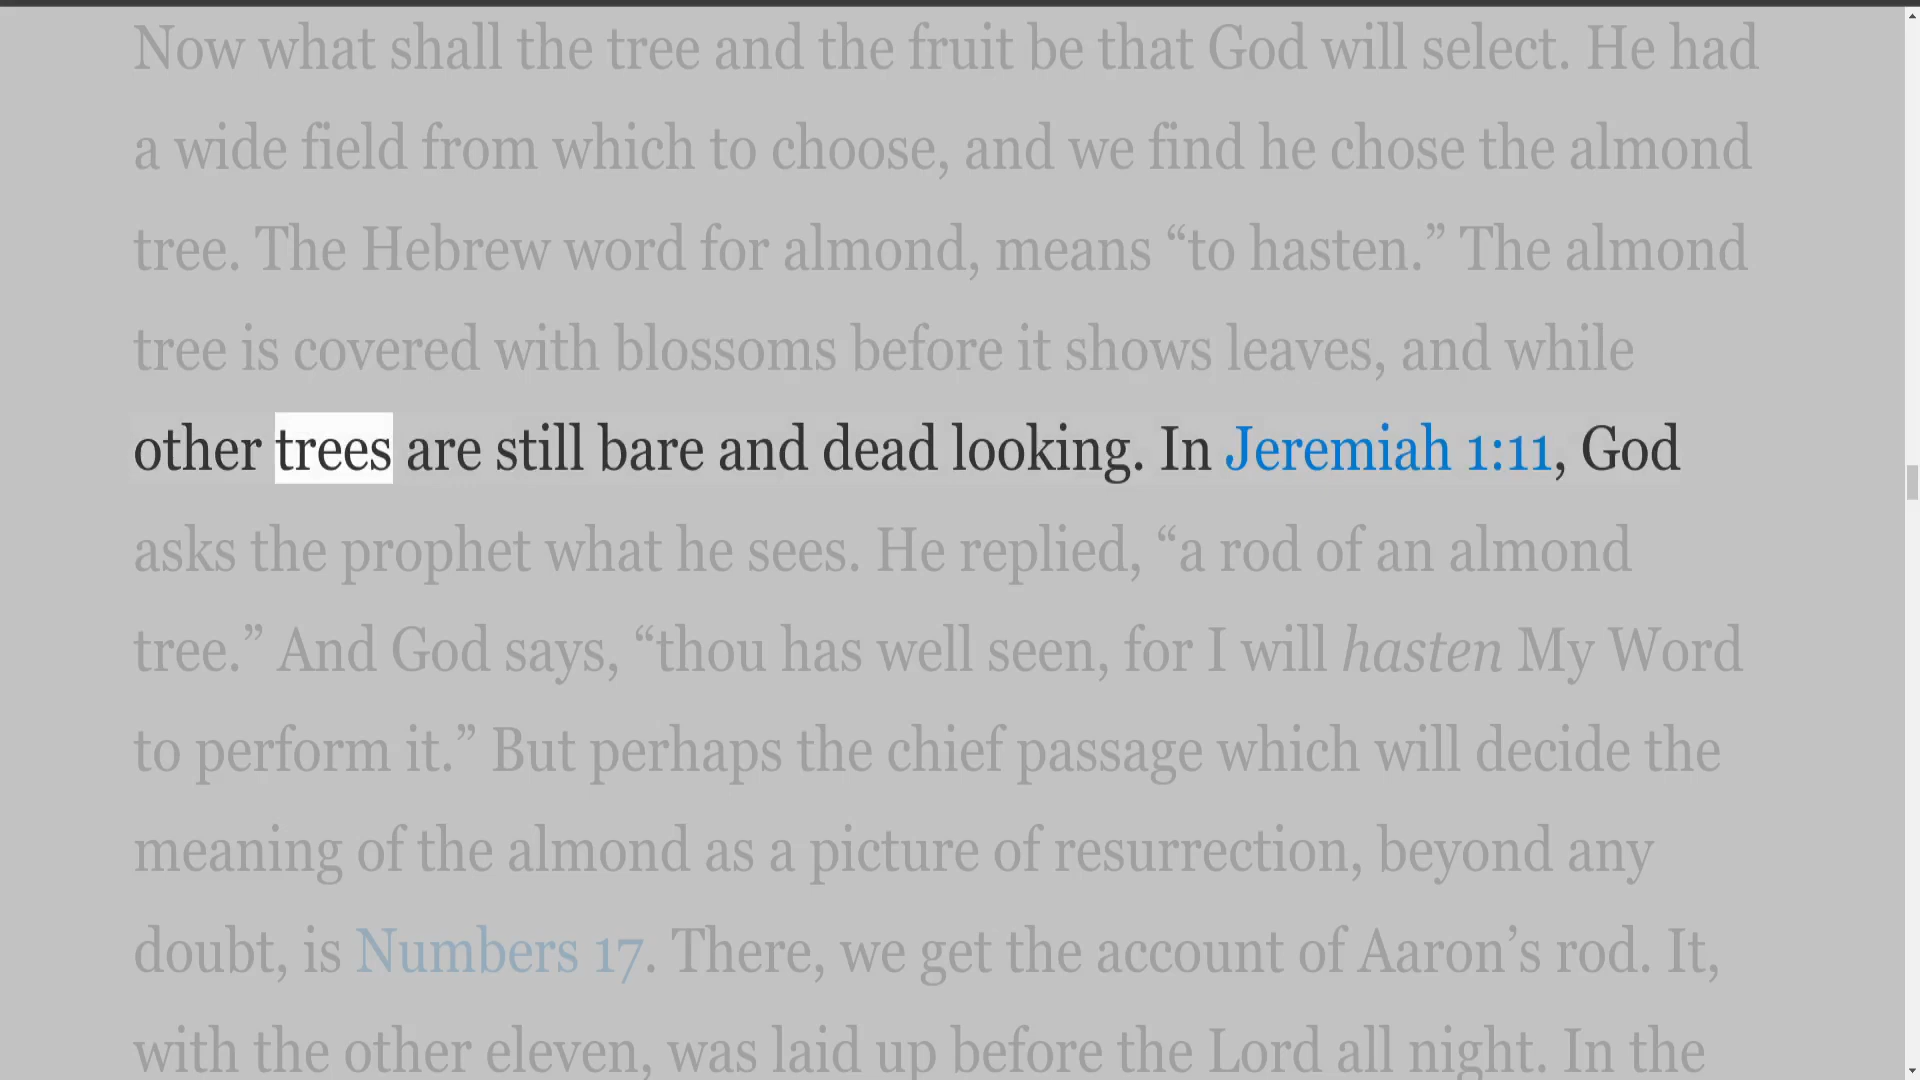 Now what shall the tree and the fruit be that God will select. He had
a wide field from which to choose, and we find he chose the almond
tree. The Hebrew word for almond, means “to hasten.” The almond
tree is covered with blossoms before it shows leaves, and while
other trees are still bare and dead looking. In Jeremiah 1:11, God
asks the prophet what he sees. He replied, “a rod of an almond
tree.” And God says, “thou has well seen, for I will hasten My Word
to perform it.” But perhaps the chief passage which will decide the
meaning of the almond as a picture of resurrection, beyond any
doubt, is Numbers 17. There, we get the account of Aaron’s rod. It,
with the other eleven, was laid up before the Lord all night. In the